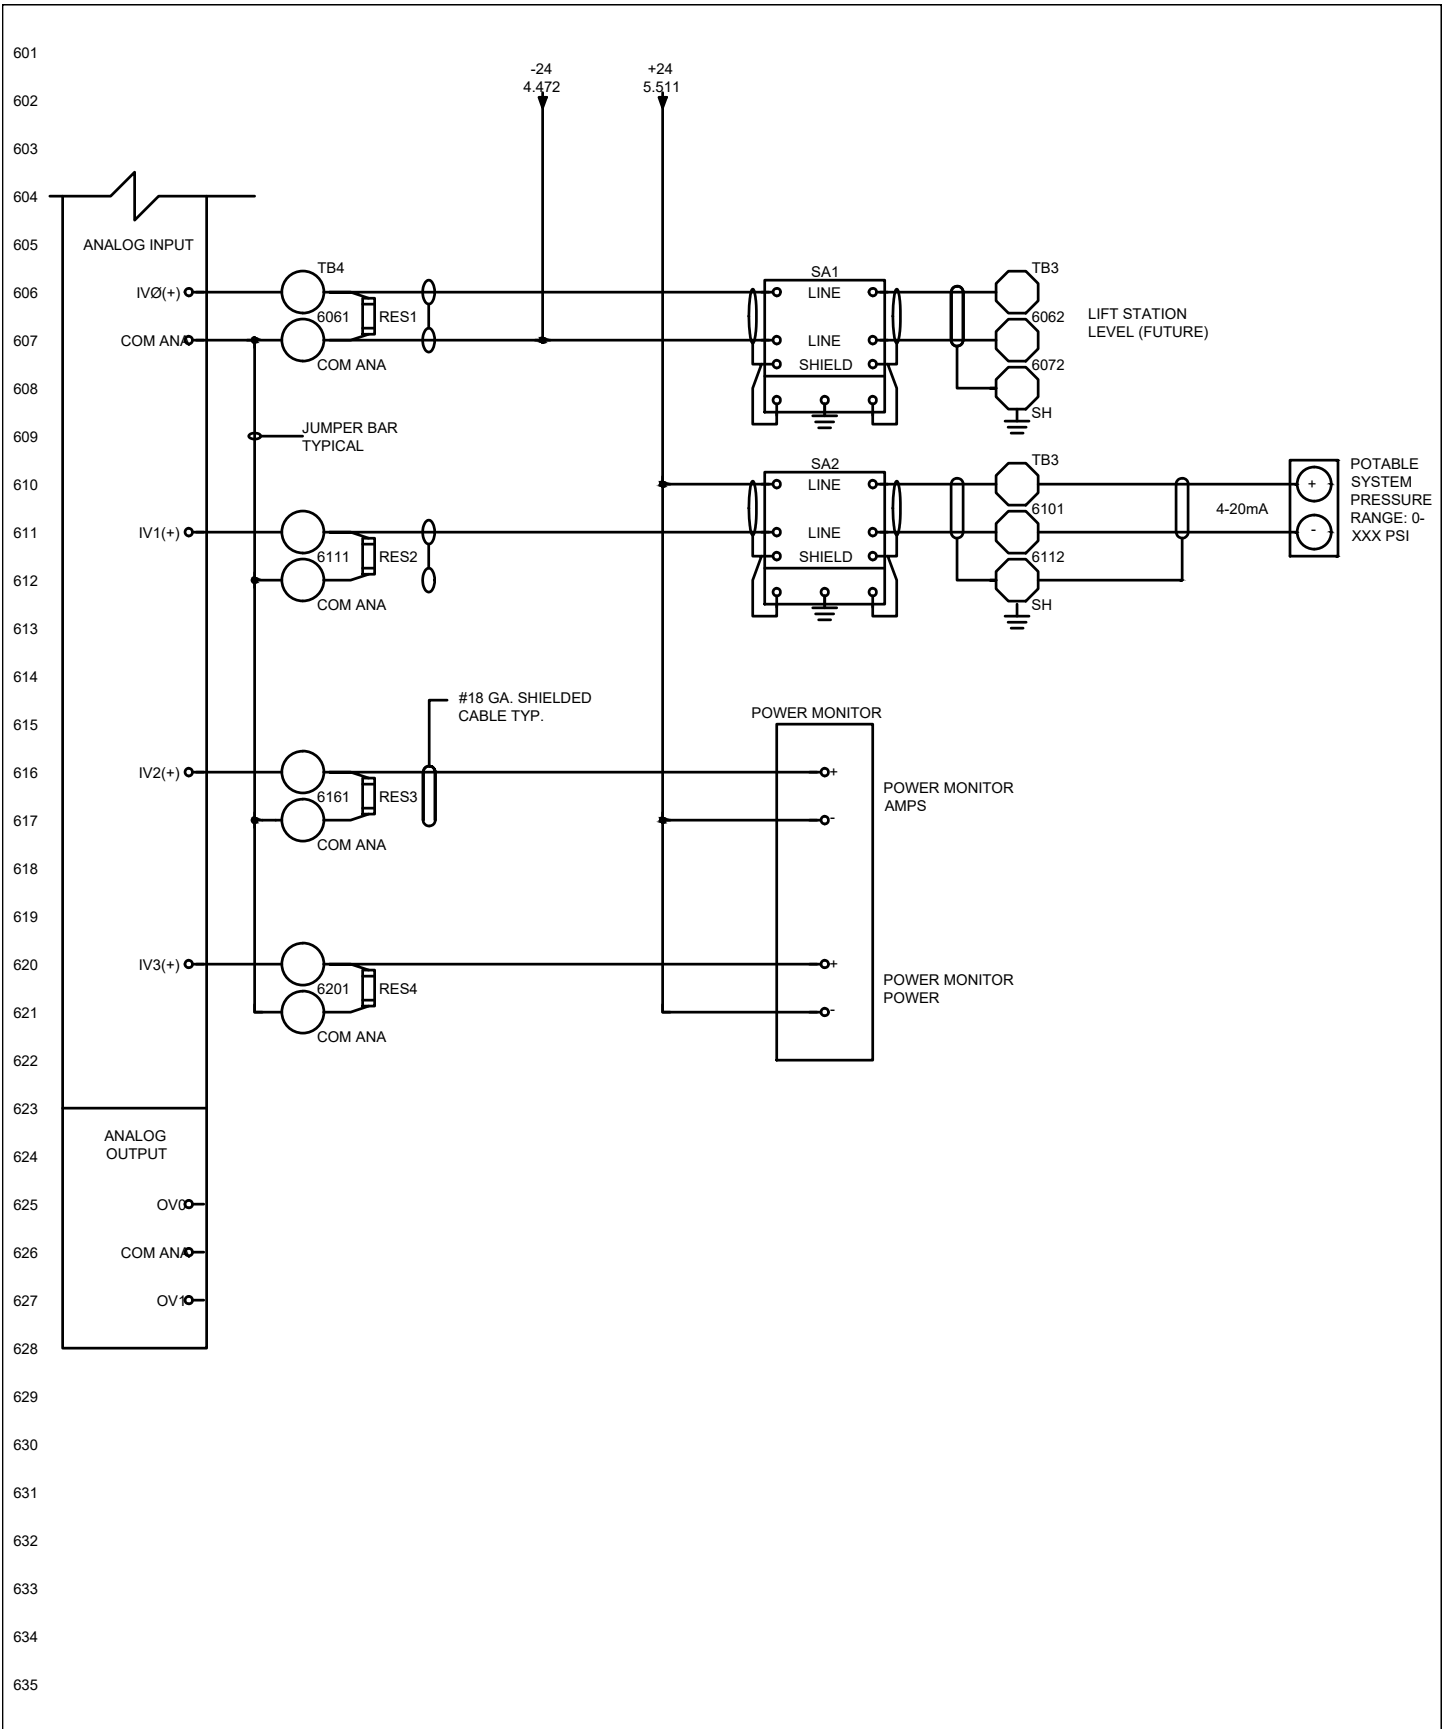 601
-24
+24
4.472
5.511
602
603
604
605
ANALOG INPUT
TB4
SA1
TB3
606
IVØ(+)
LINE
6061
RES1
6062
LIFT STATION
LEVEL (FUTURE)
607
COM ANA
LINE
COM ANA
SHIELD
6072
608
SH
609
JUMPER BAR
TYPICAL
SA2
TB3
POTABLE
SYSTEM
PRESSURE
RANGE: 0-
XXX PSI
610
LINE
+
6101
4-20mA
611
IV1(+)
LINE
-
6111
RES2
SHIELD
6112
612
COM ANA
SH
613
614
#18 GA. SHIELDED
CABLE TYP.
615
POWER MONITOR
616
IV2(+)
+
6161
RES3
POWER MONITOR
AMPS
617
-
COM ANA
618
619
620
IV3(+)
+
6201
RES4
POWER MONITOR
POWER
621
-
COM ANA
622
623
ANALOG
OUTPUT
624
625
OV0
626
COM ANA
627
OV1
628
629
630
631
632
633
634
635